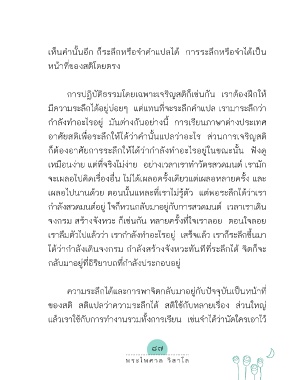 เห็นคำนั้นอีก ก็ระลึกหรือจำคำแปลได้ การระลึกหรือจำได้เป็น
หน้าที่ของสติโดยตรง
การปฏิบัติธรรมโดยเฉพาะเจริญสติก็เช่นกัน เราต้องฝึกให้
มีความระลึกได้อยู่บ่อยๆ แต่แทนที่จะระลึกคำแปล เรามาระลึกว่า
กำลังทำอะไรอยู่ มันต่างกันอย่างนี้ การเรียนภาษาต่างประเทศ
อาศัยสติเพื่อระลึกให้ได้ว่าคำนั้นแปลว่าอะไร ส่วนการเจริญสติ
ก็ต้องอาศัยการระลึกให้ได้ว่ากำลังทำอะไรอยู่ในขณะนั้น ฟังดู
เหมือนง่าย แต่ที่จริงไม่ง่าย อย่างเวลาเราทำวัตรสวดมนต์ เรามัก
จะเผลอไปคิดเรื่องอื่น ไม่ได้เผลอครั้งเดียวแต่เผลอหลายครั้ง และ
เผลอไปนานด้วย ตอนนั้นแหละที่เราไม่รู้ตัว แต่พอระลึกได้ว่าเรา
กำลังสวดมนต์อยู่ ใจก็หวนกลับมาอยู่กับการสวดมนต์ เวลาเราเดิน
จงกรม สร้างจังหวะ ก็เช่นกัน หลายครั้งที่ใจเราลอย ตอนใจลอย
เราลืมตัวไปแล้วว่า เรากำลังทำอะไรอยู่ เสร็จแล้ว เราก็ระลึกขึ้นมา
ได้ว่ากำลังเดินจงกรม กำลังสร้างจังหวะทันทีที่ระลึกได้ จิตก็จะ
กลับมาอยู่ที่อิริยาบถที่กำลังประกอบอยู่
ความระลึกได้และการพาจิตกลับมาอยู่กับปัจจุบันเป็นหน้าที่
ของสติ สติแปลว่าความระลึกได้ สติใช้กับหลายเรื่อง ส่วนใหญ่
แล้วเราใช้กับการทำงานรวมทั้งการเรียน เช่นจำได้ว่านัดใครเอาไว้
๔๗
พระไพศาล วิสาโล